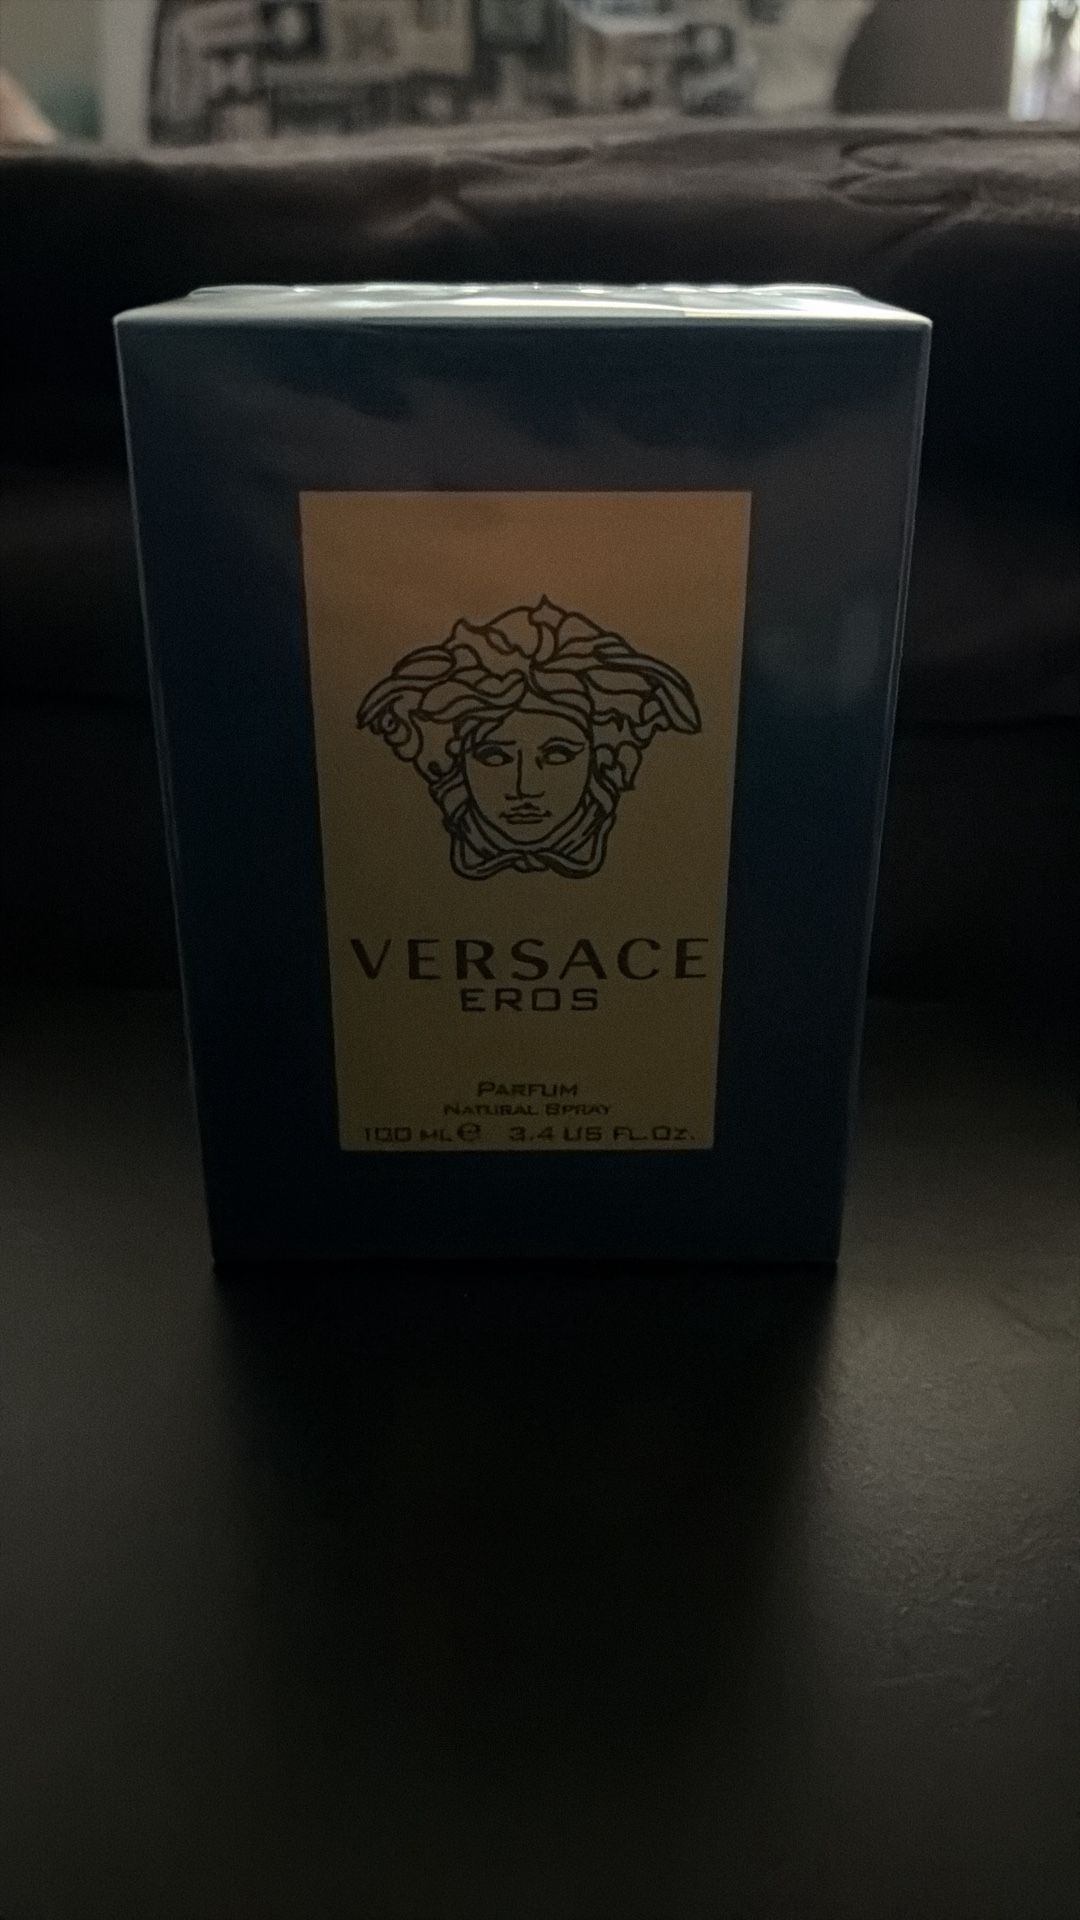 VERSACE
EROS
PARFUM
NATURAL SPRAY
100 ML ℮ 3.4 US FL.OZ.